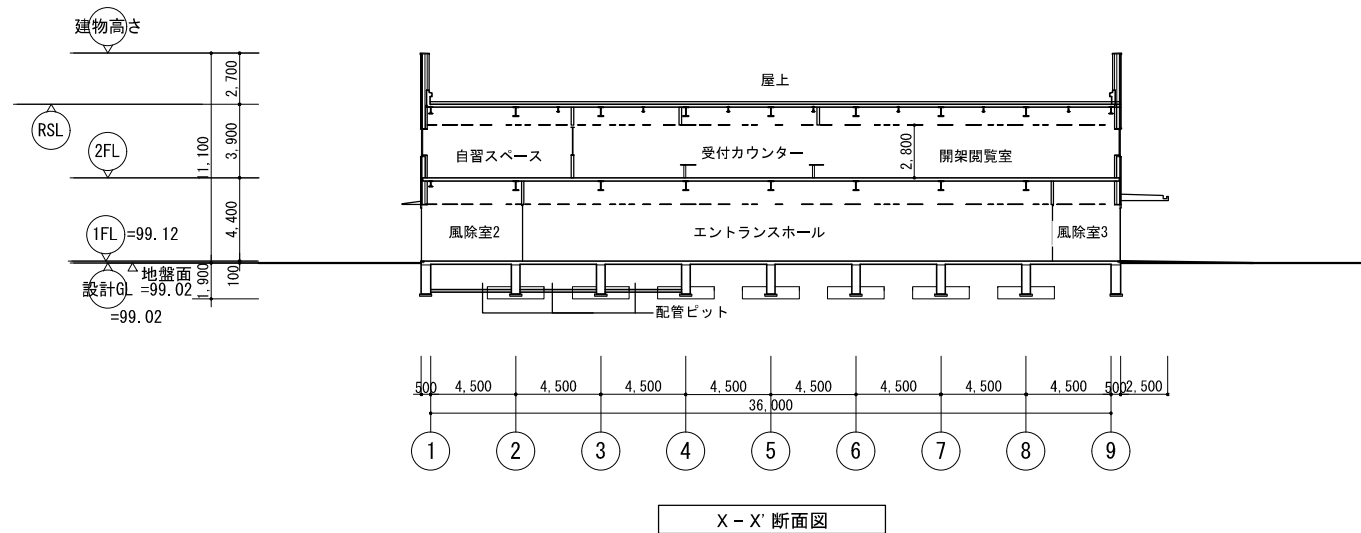 建物高さ
2,700
屋上
RSL
3,900
11,100
2FL
自習スペース
受付カウンター
2,800
開架閲覧室
4,400
1FL =99.12
風除室2
エントランスホール
風除室3
地盤面
設計GL =99.02
1,900
100
=99.02
配管ピット
500 4,500 4,500 4,500 4,500 4,500 4,500 4,500 4,500 500 2,500
36,000
1 2 3 4 5 6 7 8 9
X－X' 断面図